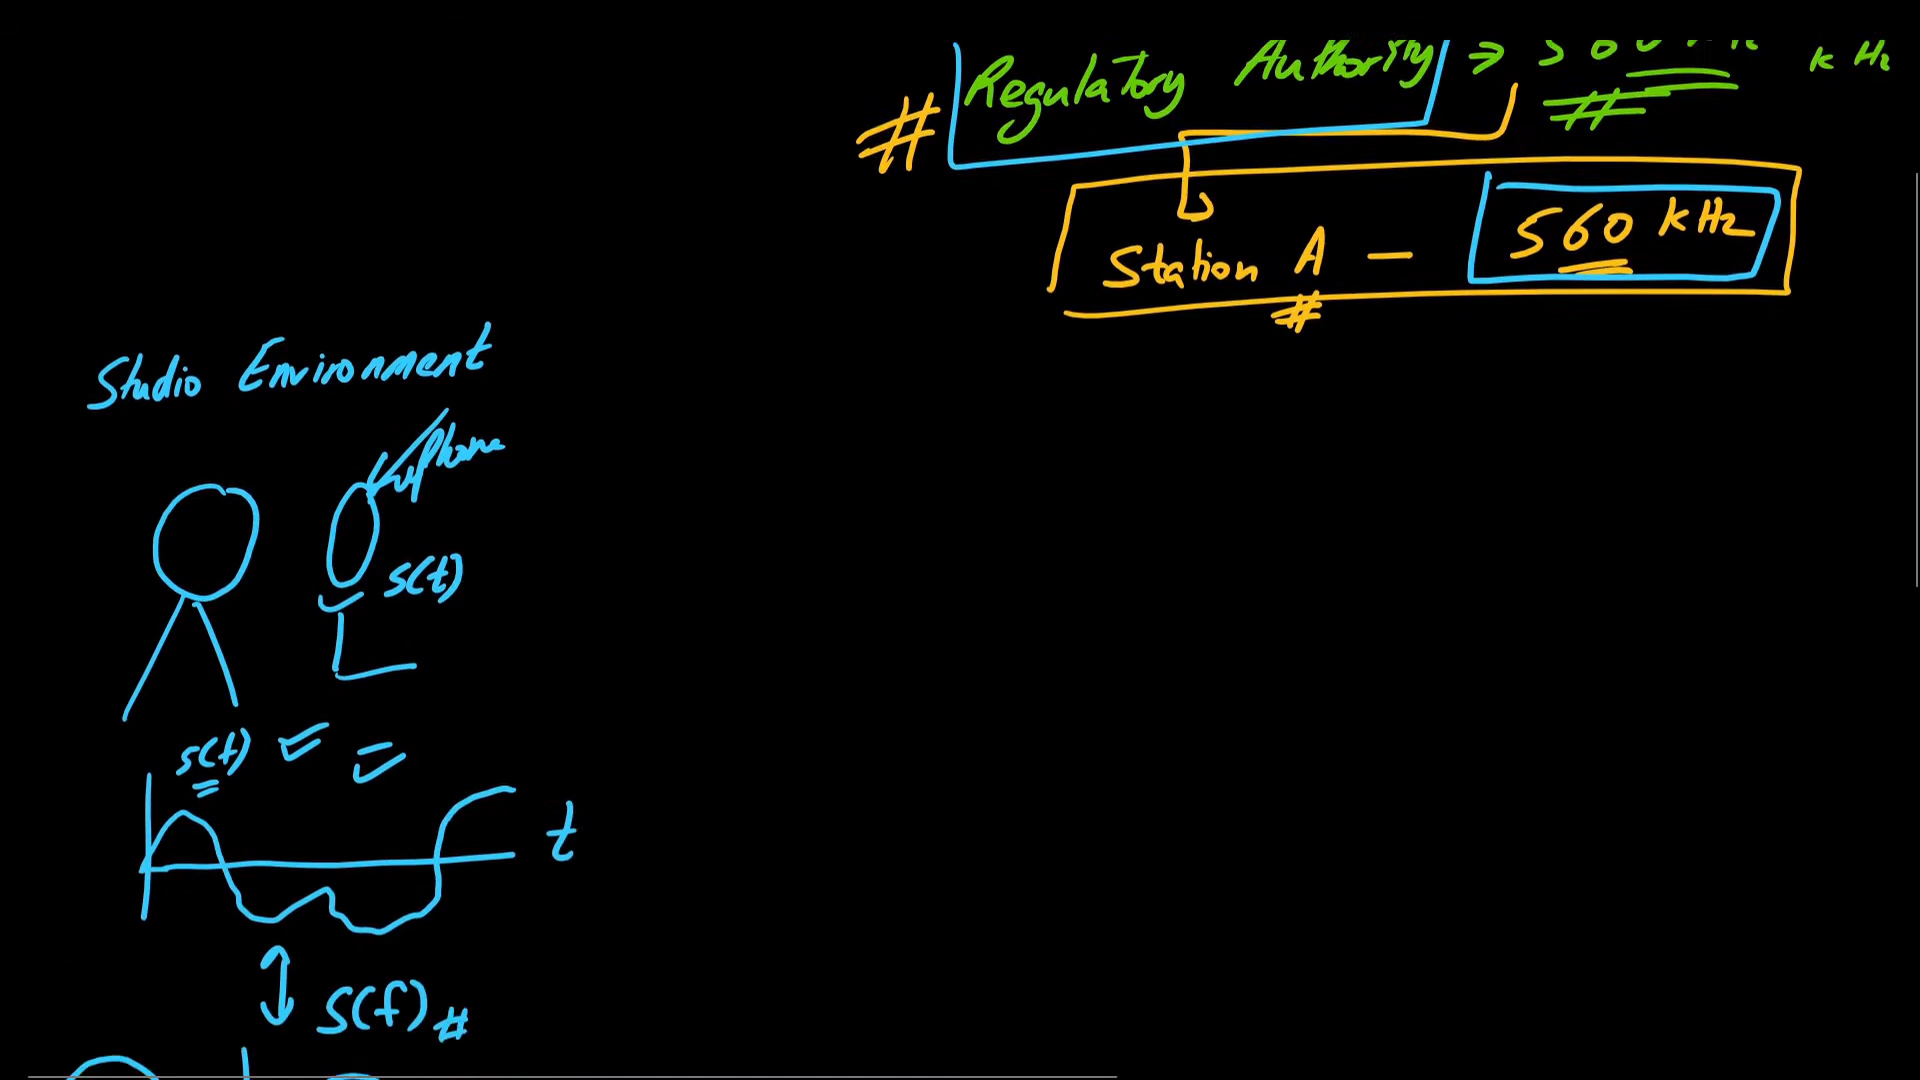 # Regulatory Authority ⇒ kHz
Station A – 560 kHz
Studio Environment
s(t)
s(t)
t
S(f)